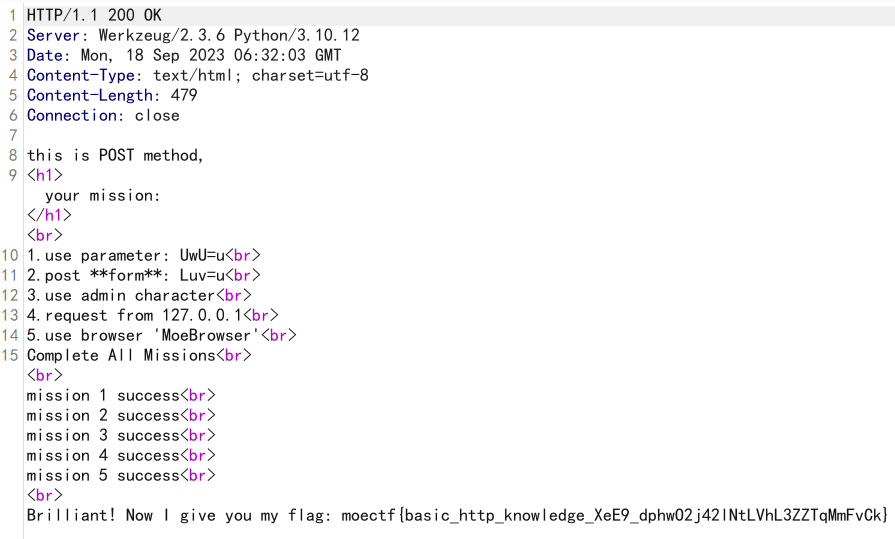 1 HTTP/1.1 200 OK
2 Server: Werkzeug/2.3.6 Python/3.10.12
3 Date: Mon, 18 Sep 2023 06:32:03 GMT
4 Content-Type: text/html; charset=utf-8
5 Content-Length: 479
6 Connection: close
7
8 this is POST method,
9 <h1>
your mission:
</h1>
<br>
10 1.use parameter: UwU=u<br>
11 2.post **form**: Luv=u<br>
12 3.use admin character<br>
13 4.request from 127.0.0.1<br>
14 5.use browser 'MoeBrowser'<br>
15 Complete All Missions<br>
<br>
mission 1 success<br>
mission 2 success<br>
mission 3 success<br>
mission 4 success<br>
mission 5 success<br>
<br>
Brilliant! Now I give you my flag: moectf{basic_http_knowledge_XeE9_dphwO2j42lNtLVhL3ZZTqMmFvCk}